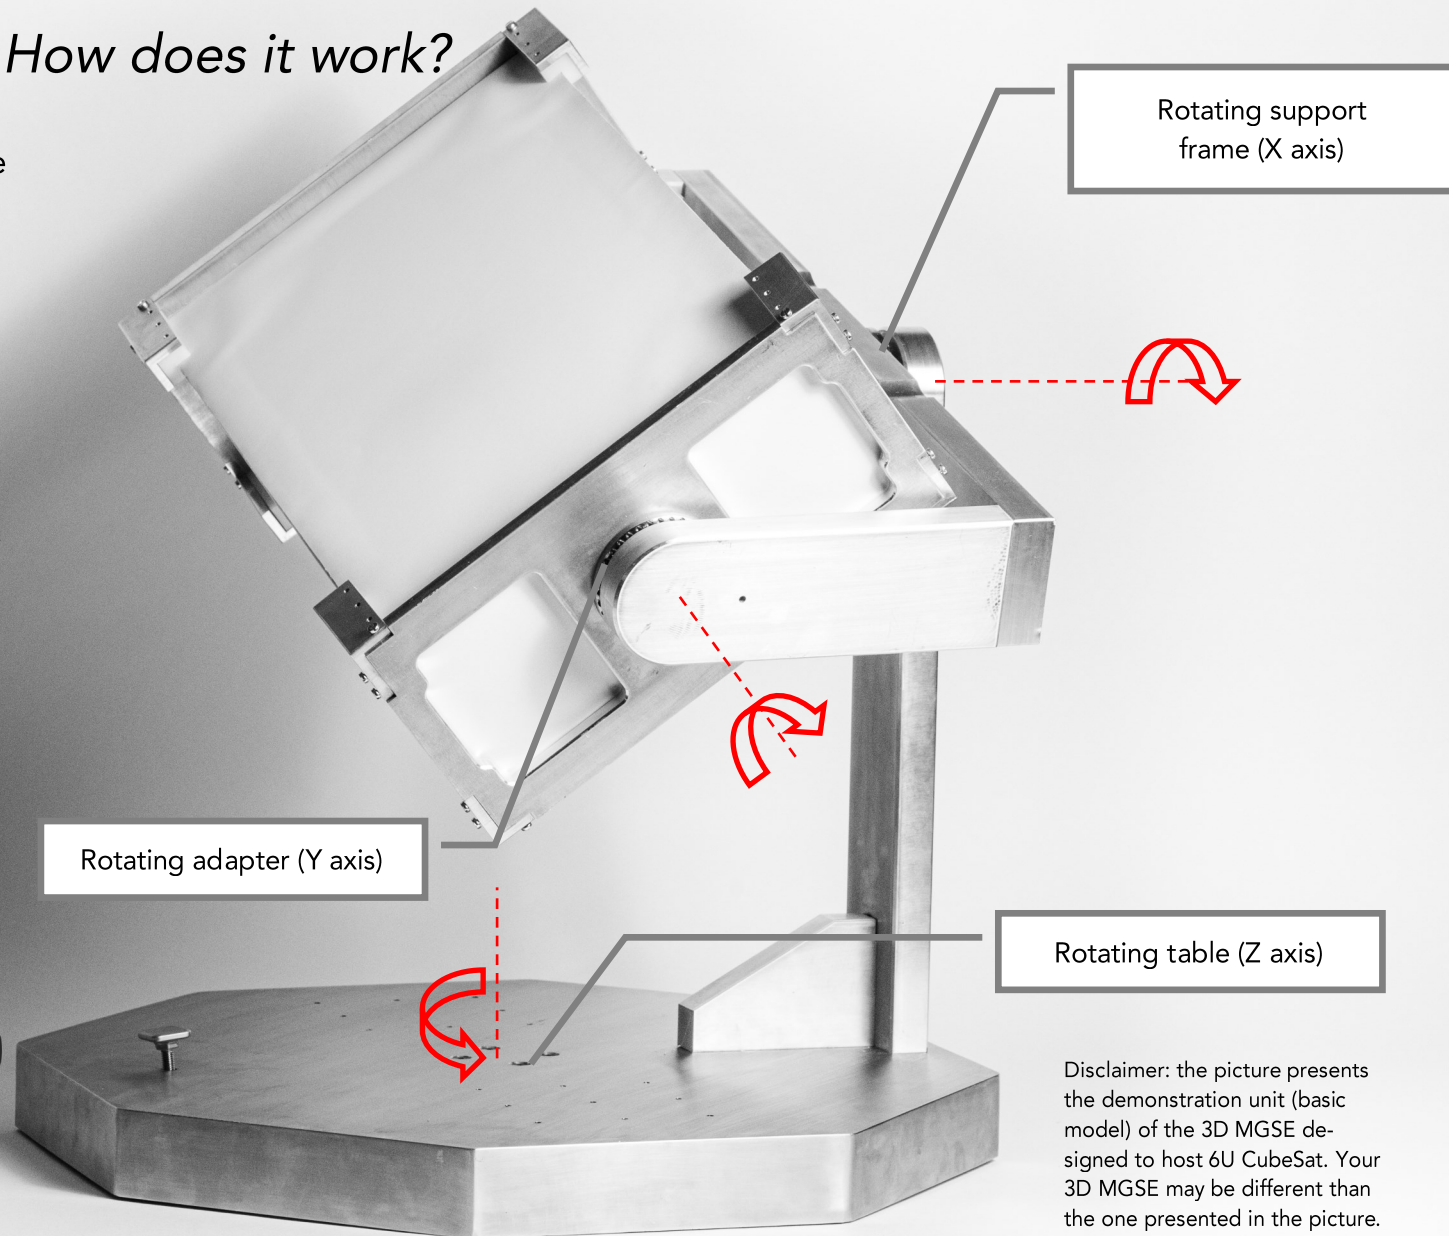 How does it work?
e
Rotating support
frame (X axis)
Rotating adapter (Y axis)
Rotating table (Z axis)
)
Disclaimer: the picture presents
the demonstration unit (basic
model) of the 3D MGSE de-
signed to host 6U CubeSat. Your
3D MGSE may be different than
the one presented in the picture.